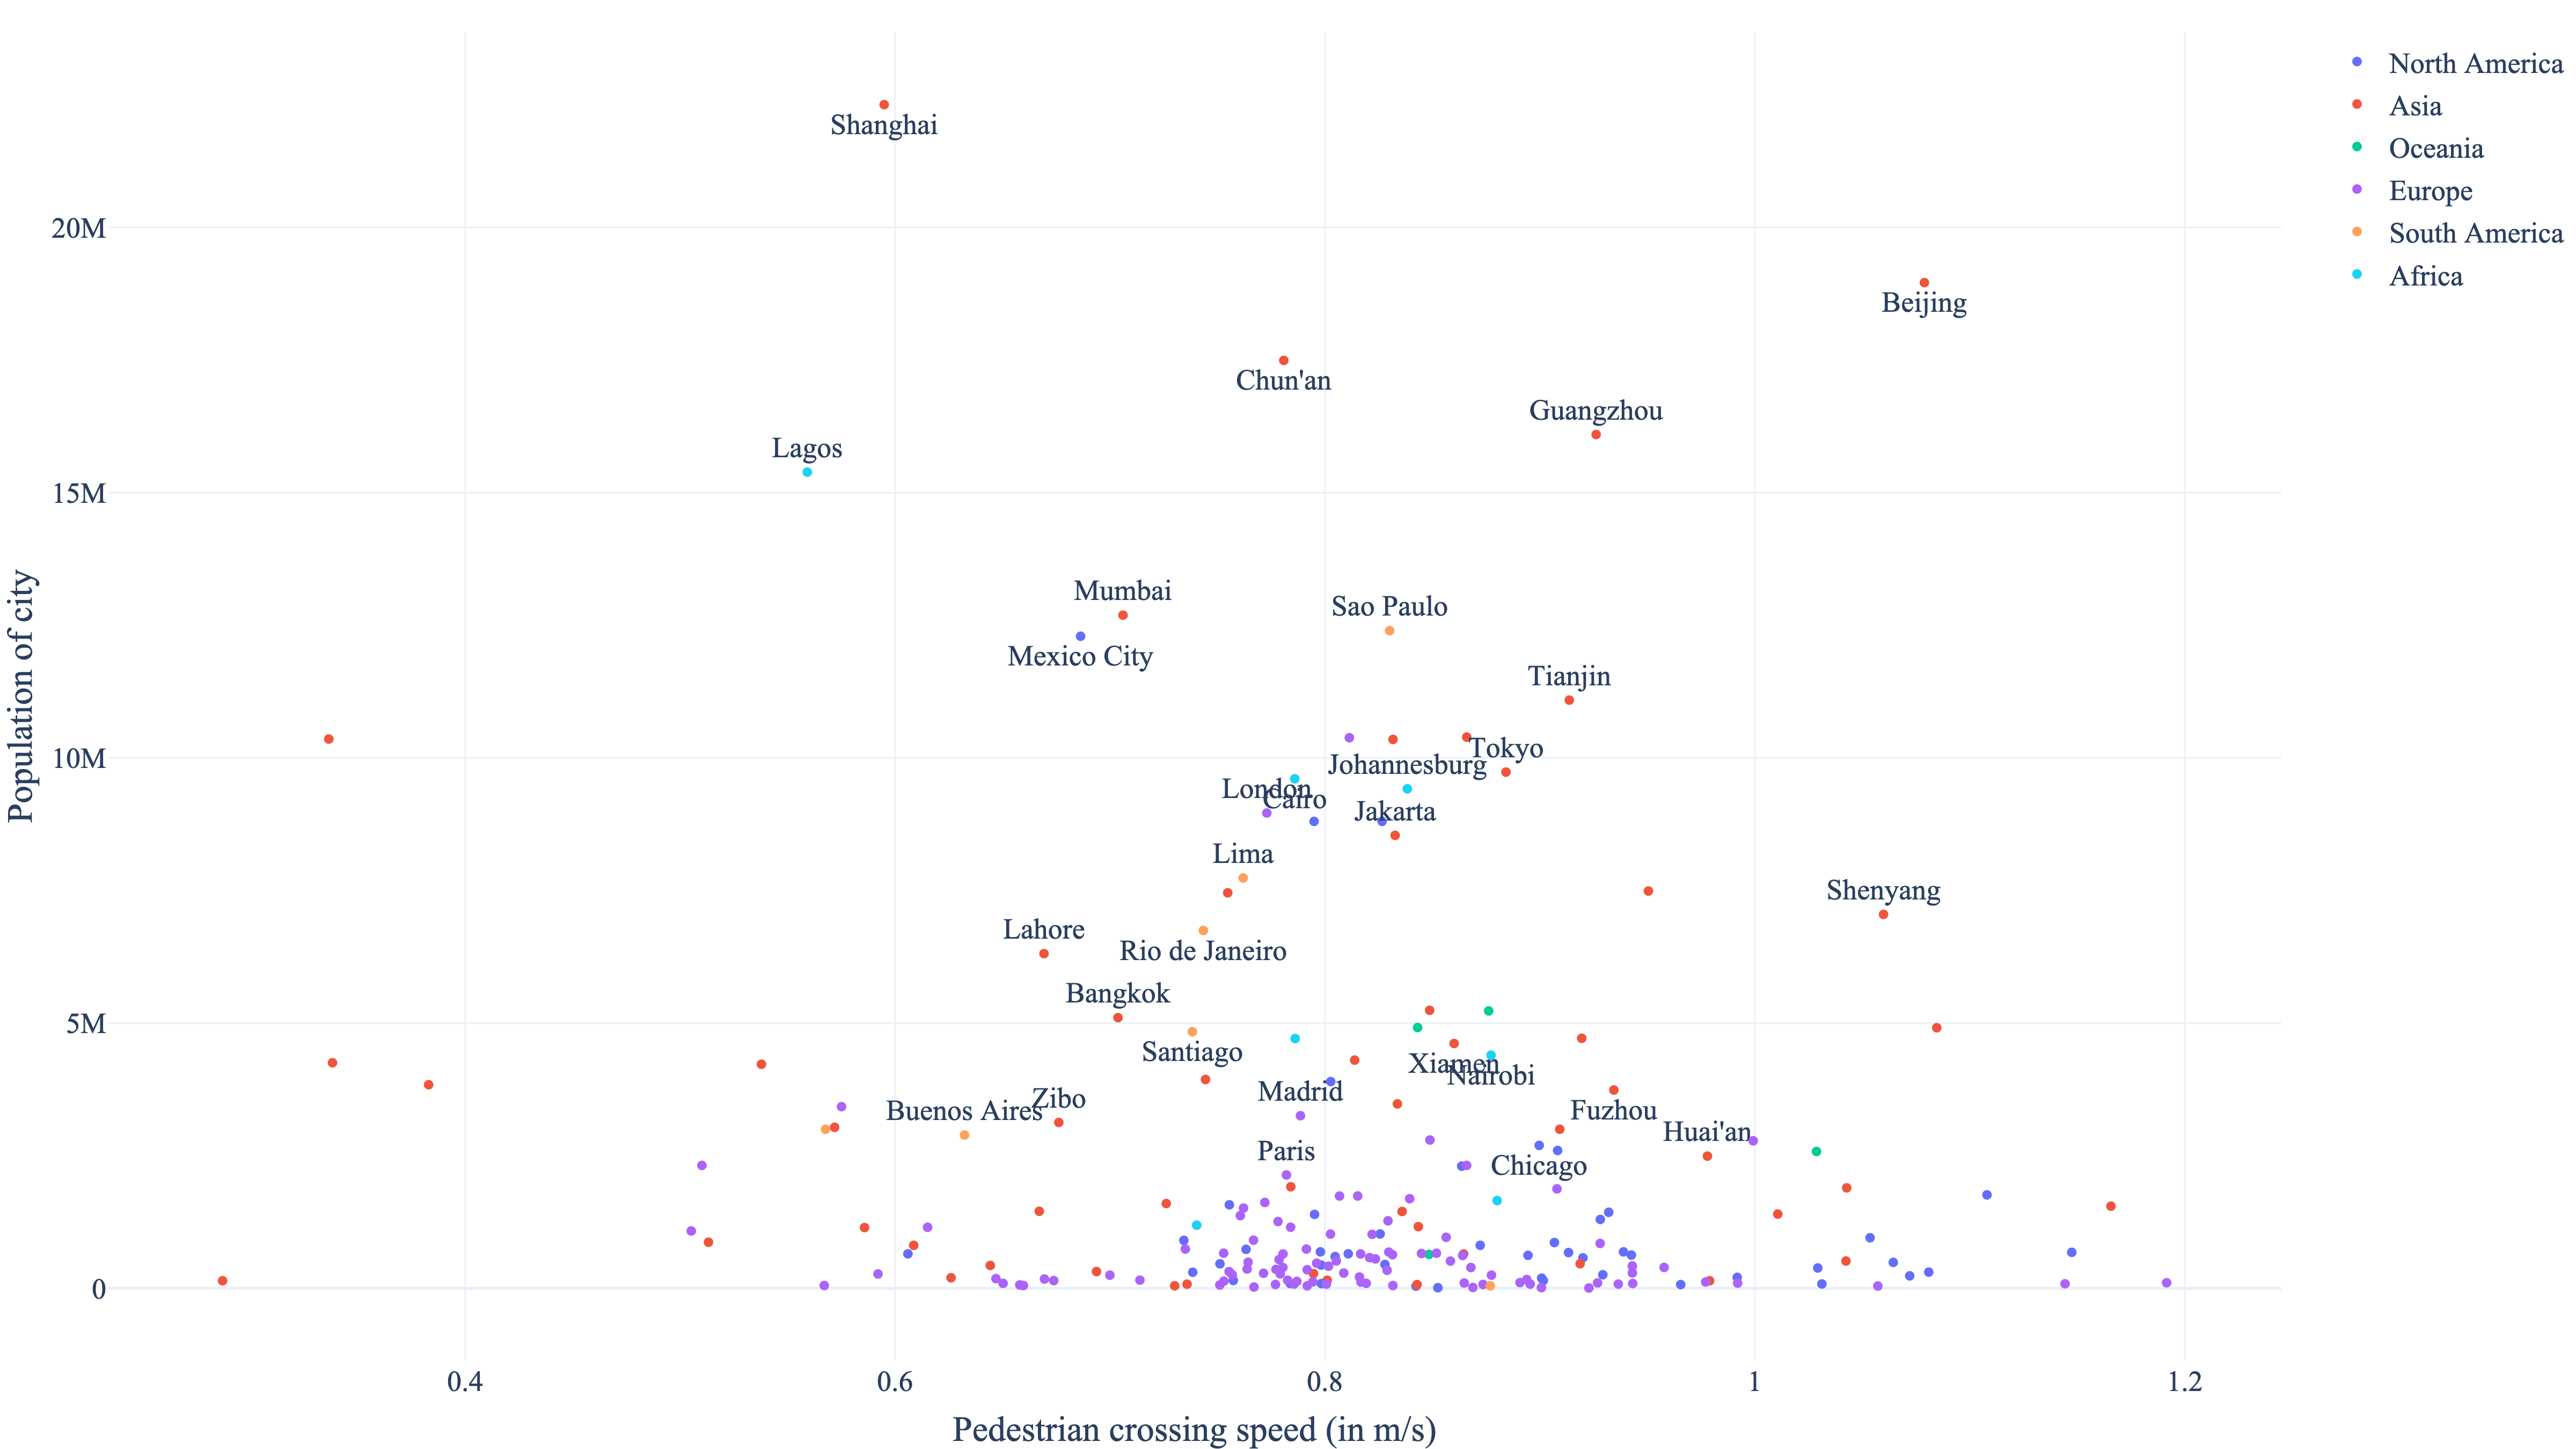 North America
Asia
Oceania
Europe
South America
Africa
Shanghai
20M
Beijing
Chun'an
Guangzhou
Lagos
15M
Mumbai
Sao Paulo
Mexico City
Tianjin
Tokyo
10M
Johannesburg
London
Cairo
Jakarta
Lima
Shenyang
Lahore
Rio de Janeiro
Bangkok
5M
Santiago
Xiamen
Nairobi
Madrid
Zibo
Buenos Aires
Fuzhou
Huai'an
Paris
Chicago
0
0.4
0.6
0.8
1
1.2
Pedestrian crossing speed (in m/s)
Population of city